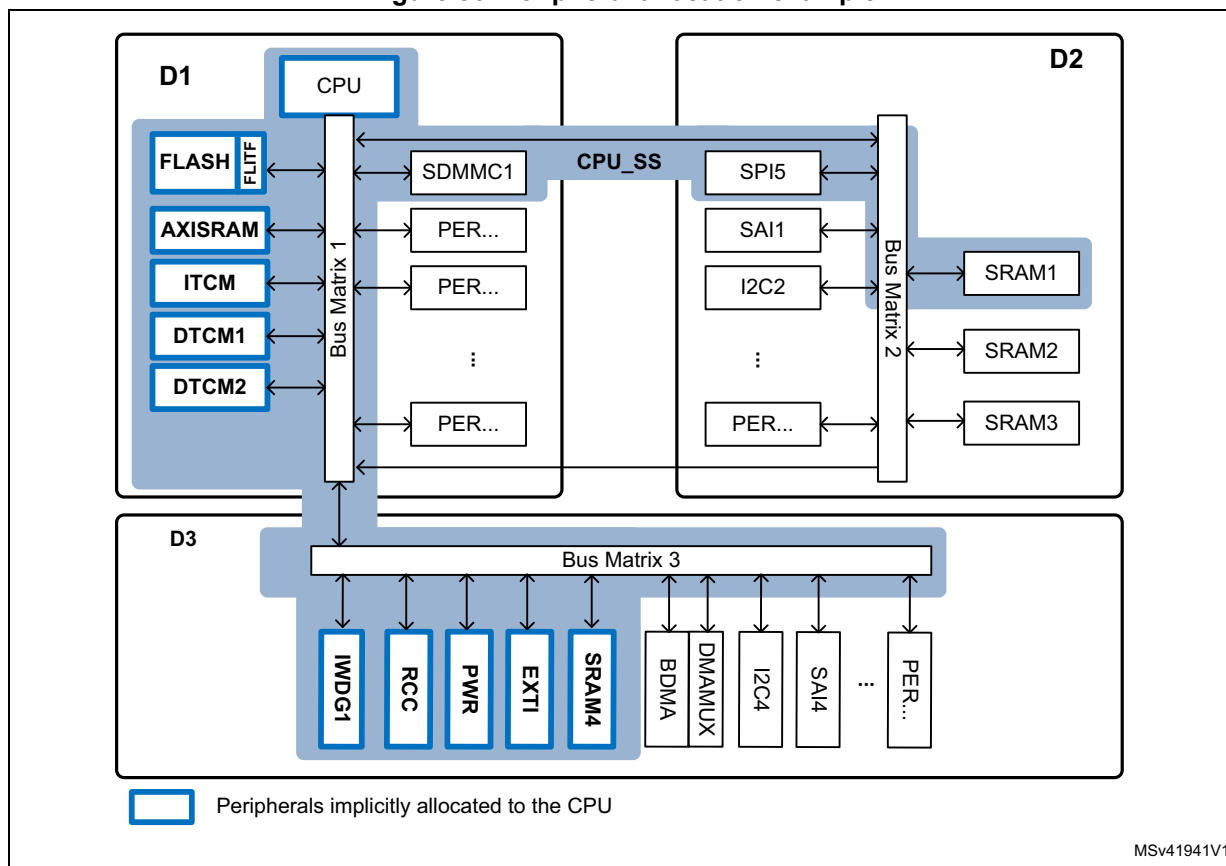 D1
D2
CPU
FLASH
FLITF
AXISRAM
ITCM
DTCM1
DTCM2
Bus Matrix 1
SDMMC1
PER...
PER...
...
PER...
CPU_SS
SPI5
SAI1
I2C2
...
PER...
Bus Matrix 2
SRAM1
SRAM2
SRAM3
D3
Bus Matrix 3
IWDG1
RCC
PWR
EXTI
SRAM4
BDMA
DMAMUX
I2C4
SAI4
...
PER...
Peripherals implicitly allocated to the CPU
MSv41941V1